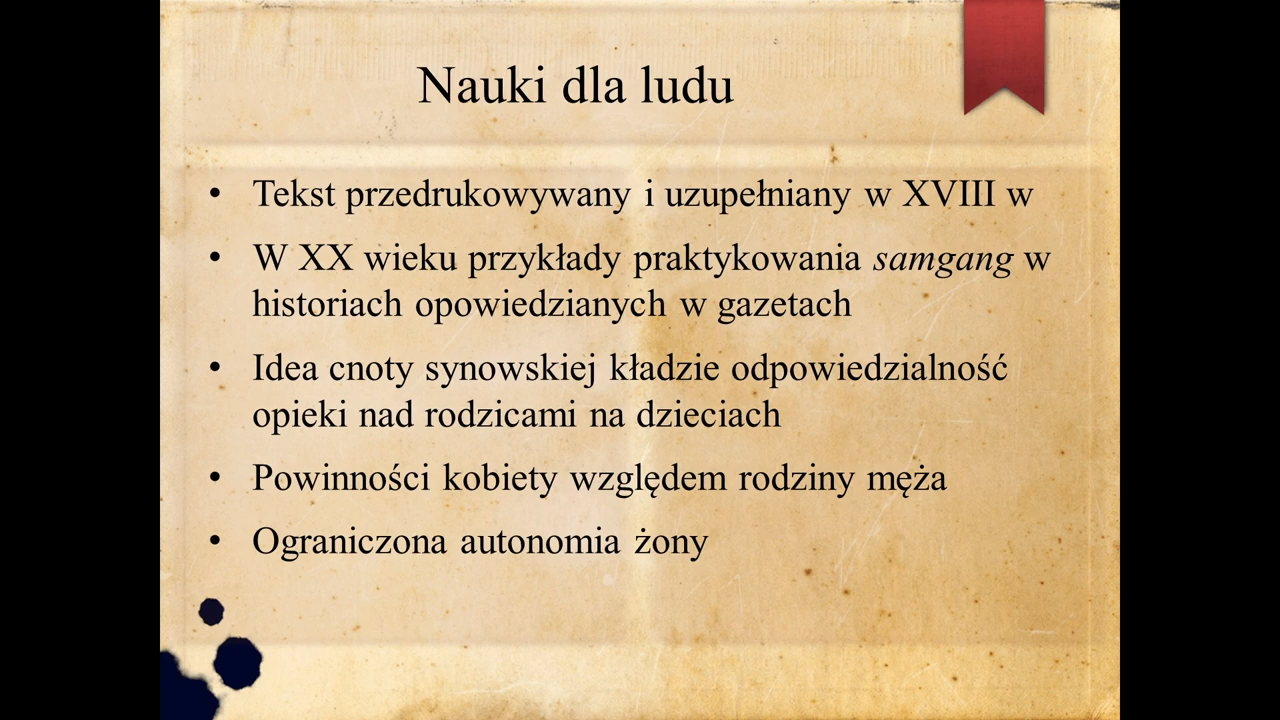 Nauki dla ludu
• Tekst przedrukowywany i uzupełniany w XVIII w
• W XX wieku przykłady praktykowania samgang w
historiach opowiedzianych w gazetach
• Idea cnoty synowskiej kładzie odpowiedzialność
opieki nad rodzicami na dzieciach
• Powinności kobiety względem rodziny męża
• Ograniczona autonomia żony